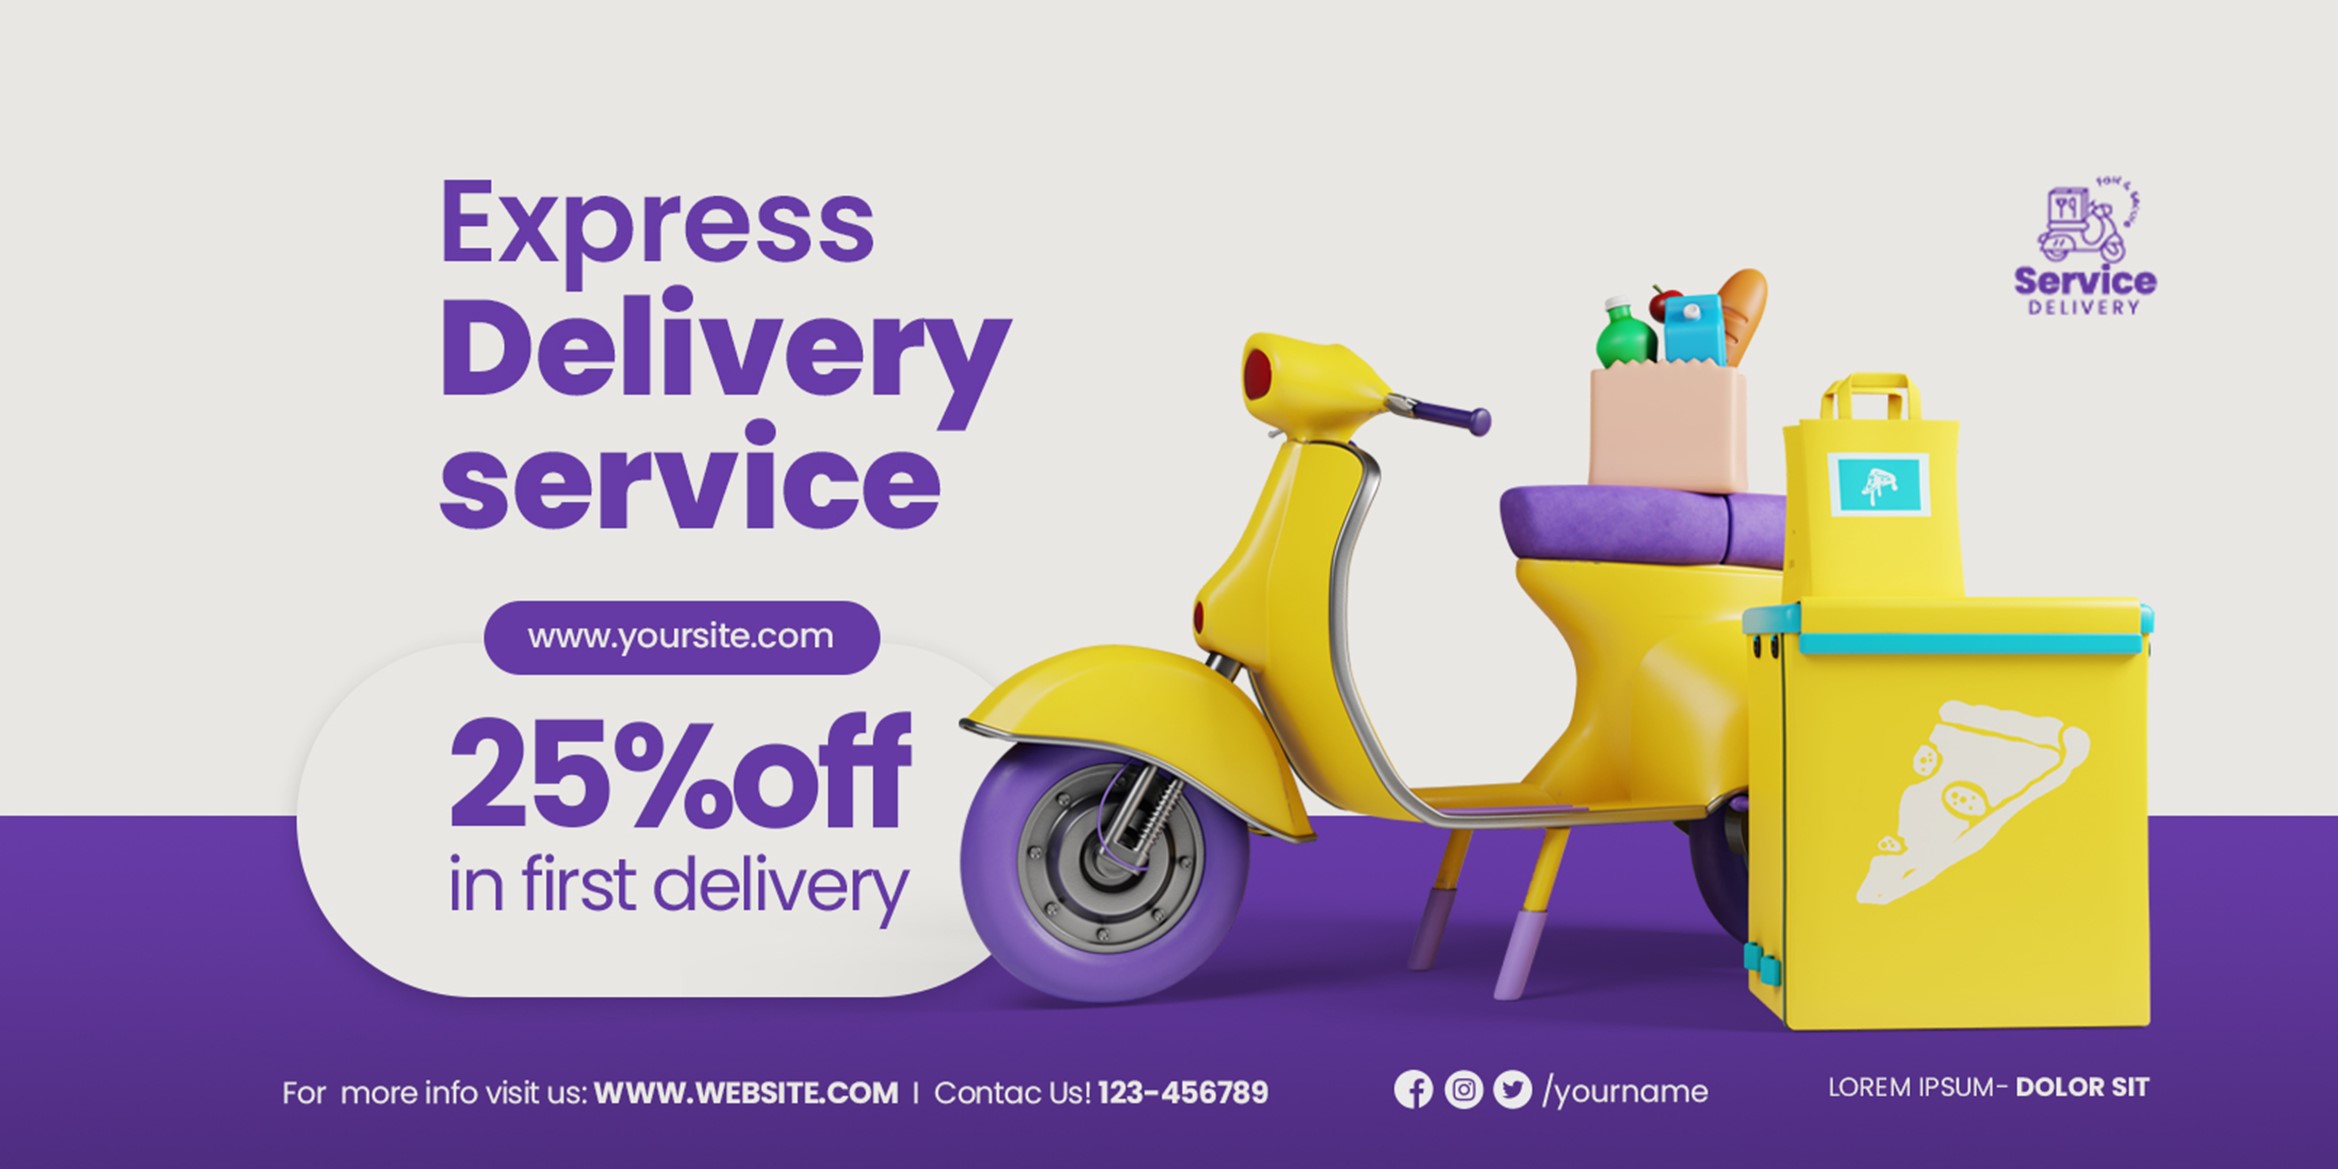 Express
Delivery
service
www.yoursite.com
25%off
in first delivery
Service
DELIVERY
For more info visit us: WWW.WEBSITE.COM | Contac Us! 123-456789
/yourname
LOREM IPSUM- DOLOR SIT